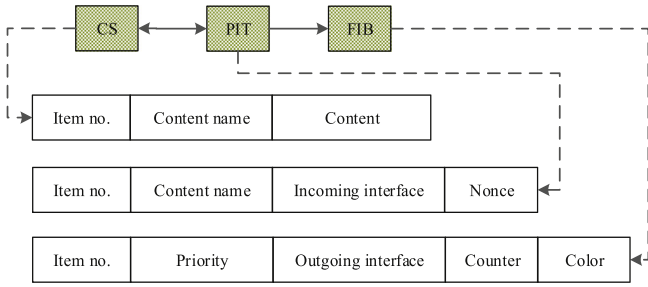 CS PIT FIB
Item no. Content name Content
Item no. Content name Incoming interface Nonce
Item no. Priority Outgoing interface Counter Color